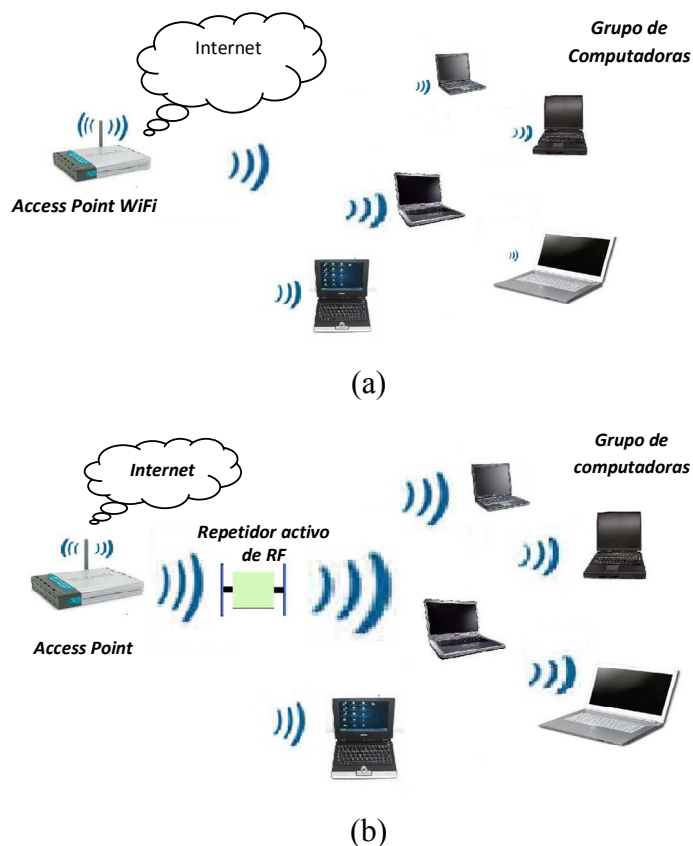 Internet
Grupo de
Computadoras
Access Point WiFi
(a)
Internet
Grupo de
computadoras
Repetidor activo
de RF
Access Point
(b)